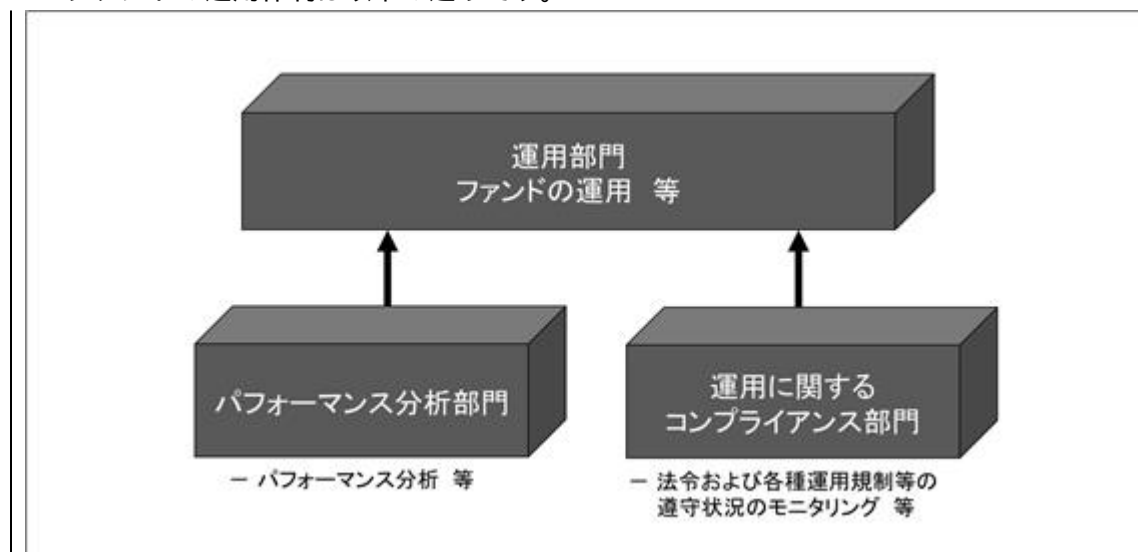 運用部門
ファンドの運用 等
パフォーマンス分析部門
－ パフォーマンス分析 等
運用に関する
コンプライアンス部門
－ 法令および各種運用規制等の
遵守状況のモニタリング 等